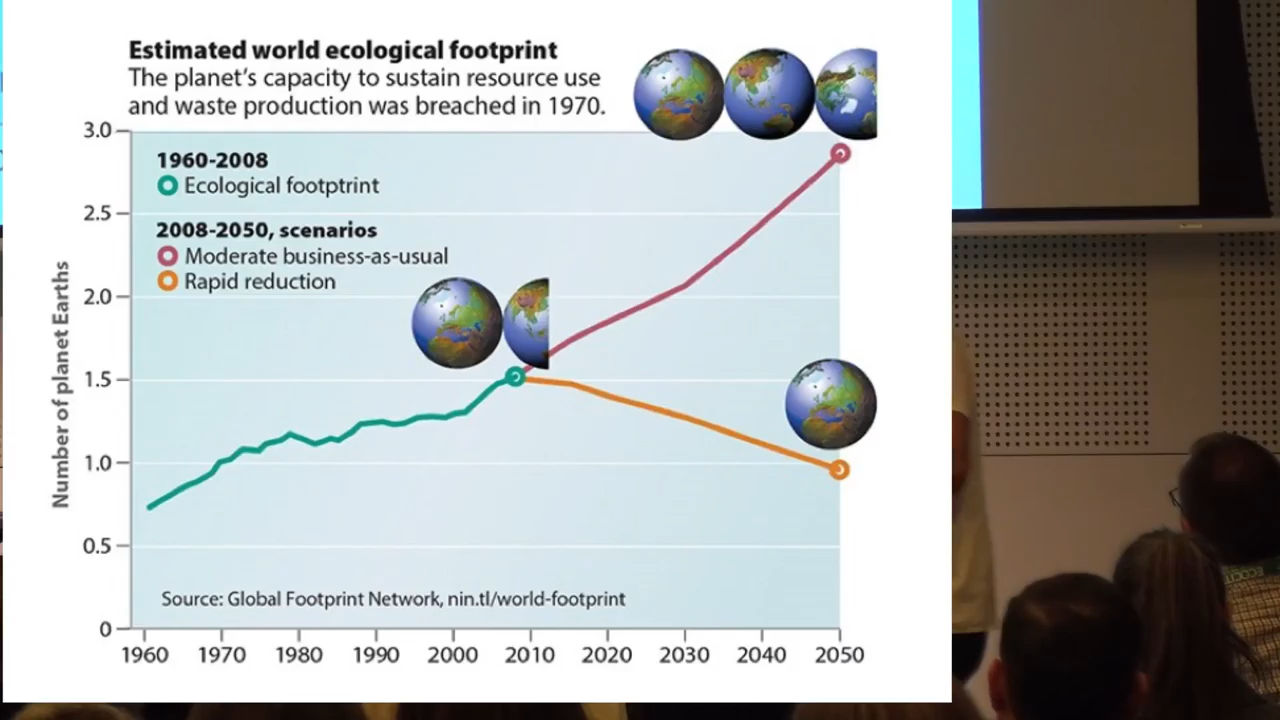 Estimated world ecological footprint
The planet's capacity to sustain resource use
and waste production was breached in 1970.
3.0
1960-2008
Ecological footptrint
2.5
2008-2050, scenarios
Moderate business-as-usual
Rapid reduction
2.0
1.5
1.0
0.5
0
Number of planet Earths
Source: Global Footprint Network, nin.tl/world-footprint
1960 1970 1980 1990 2000 2010 2020 2030 2040 2050